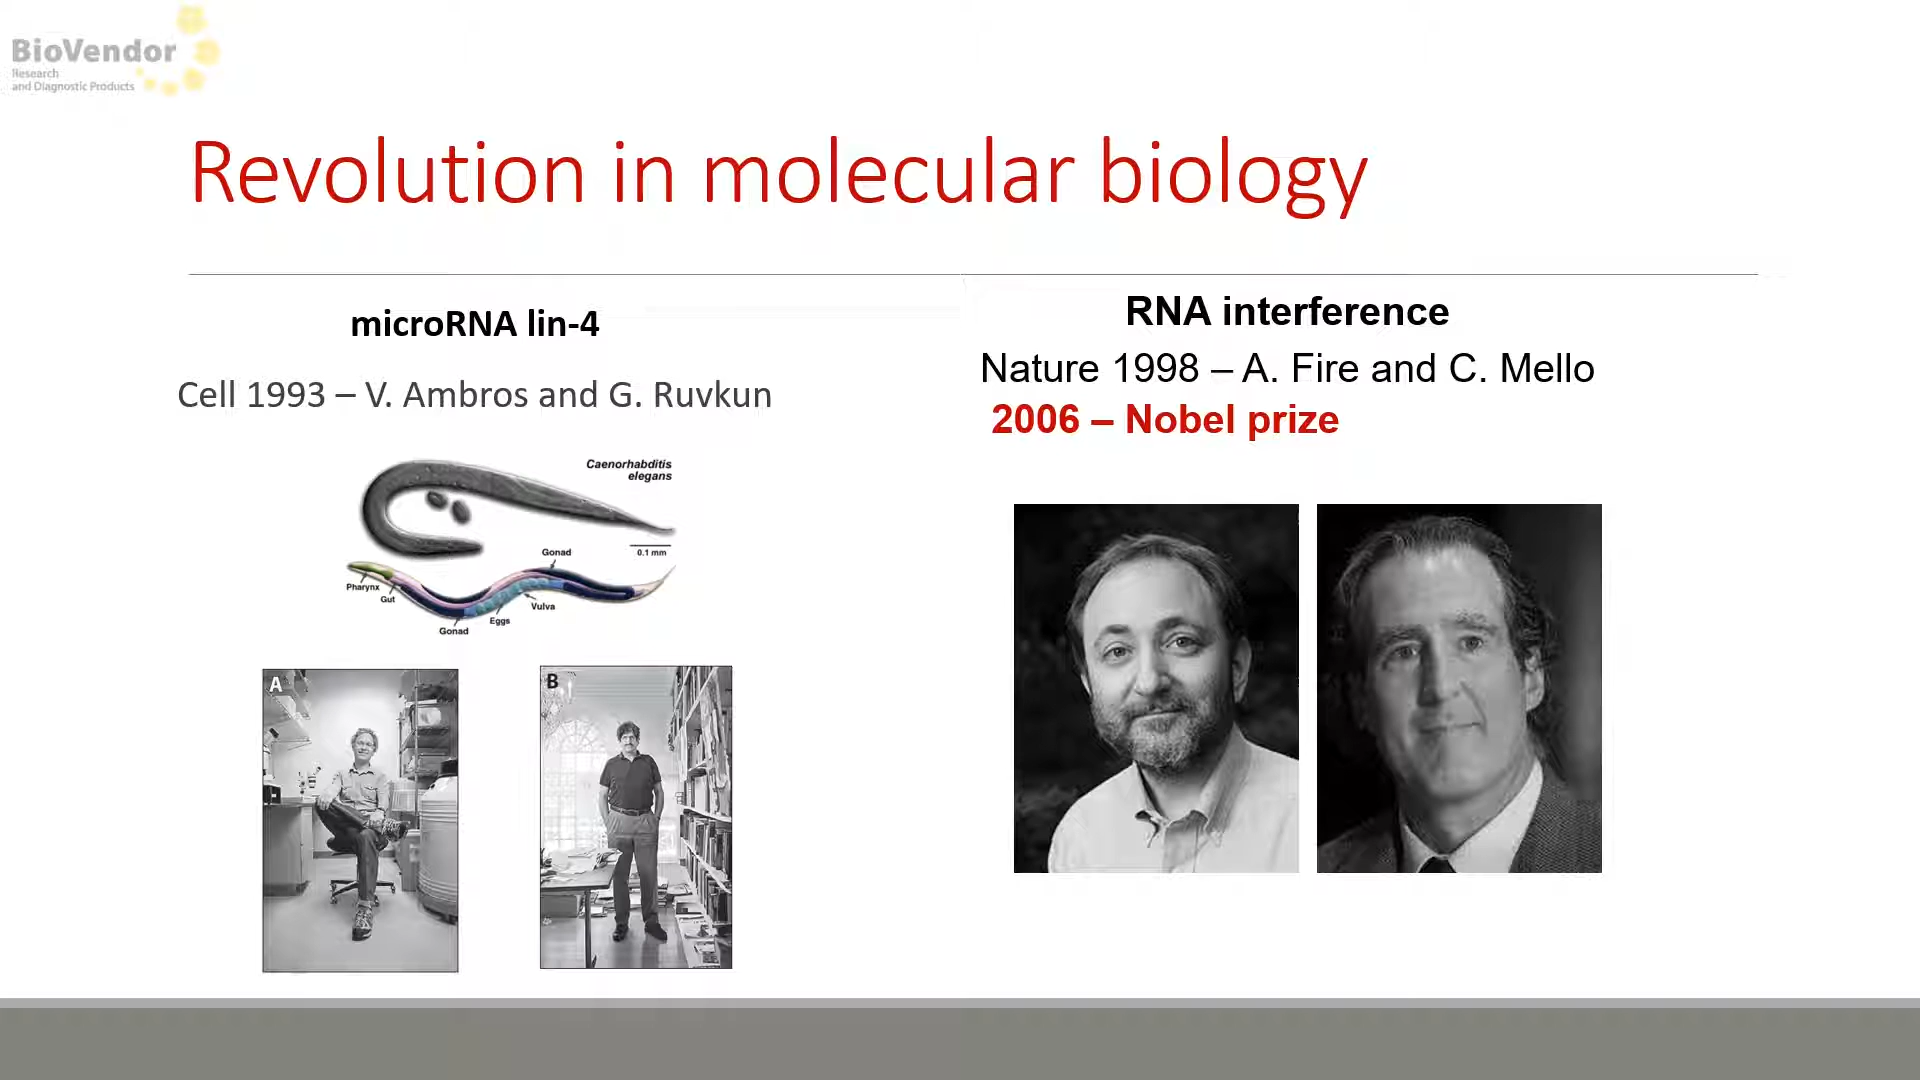 BioVendor
Research
and Diagnostic Products
Revolution in molecular biology
microRNA lin-4
Cell 1993 – V. Ambros and G. Ruvkun
Caenorhabditis
elegans
0.1 mm
Gonad
Pharynx
Gut
Vulva
Eggs
Gonad
A
B
RNA interference
Nature 1998 – A. Fire and C. Mello
2006 – Nobel prize